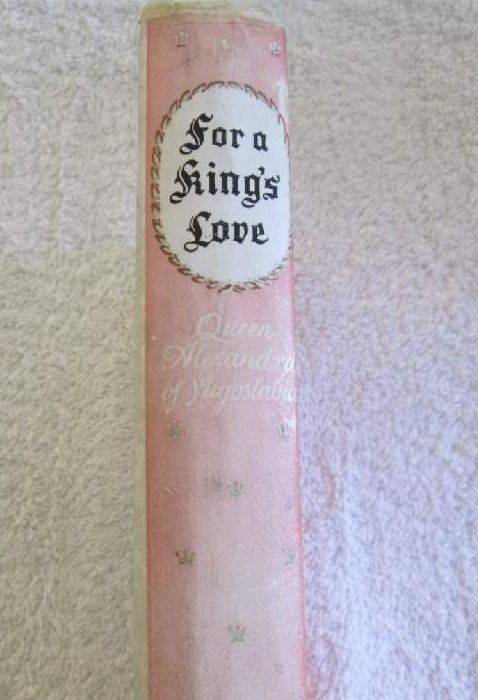 For a
King's
Love
Queen
Alexandra
of Yugoslavia